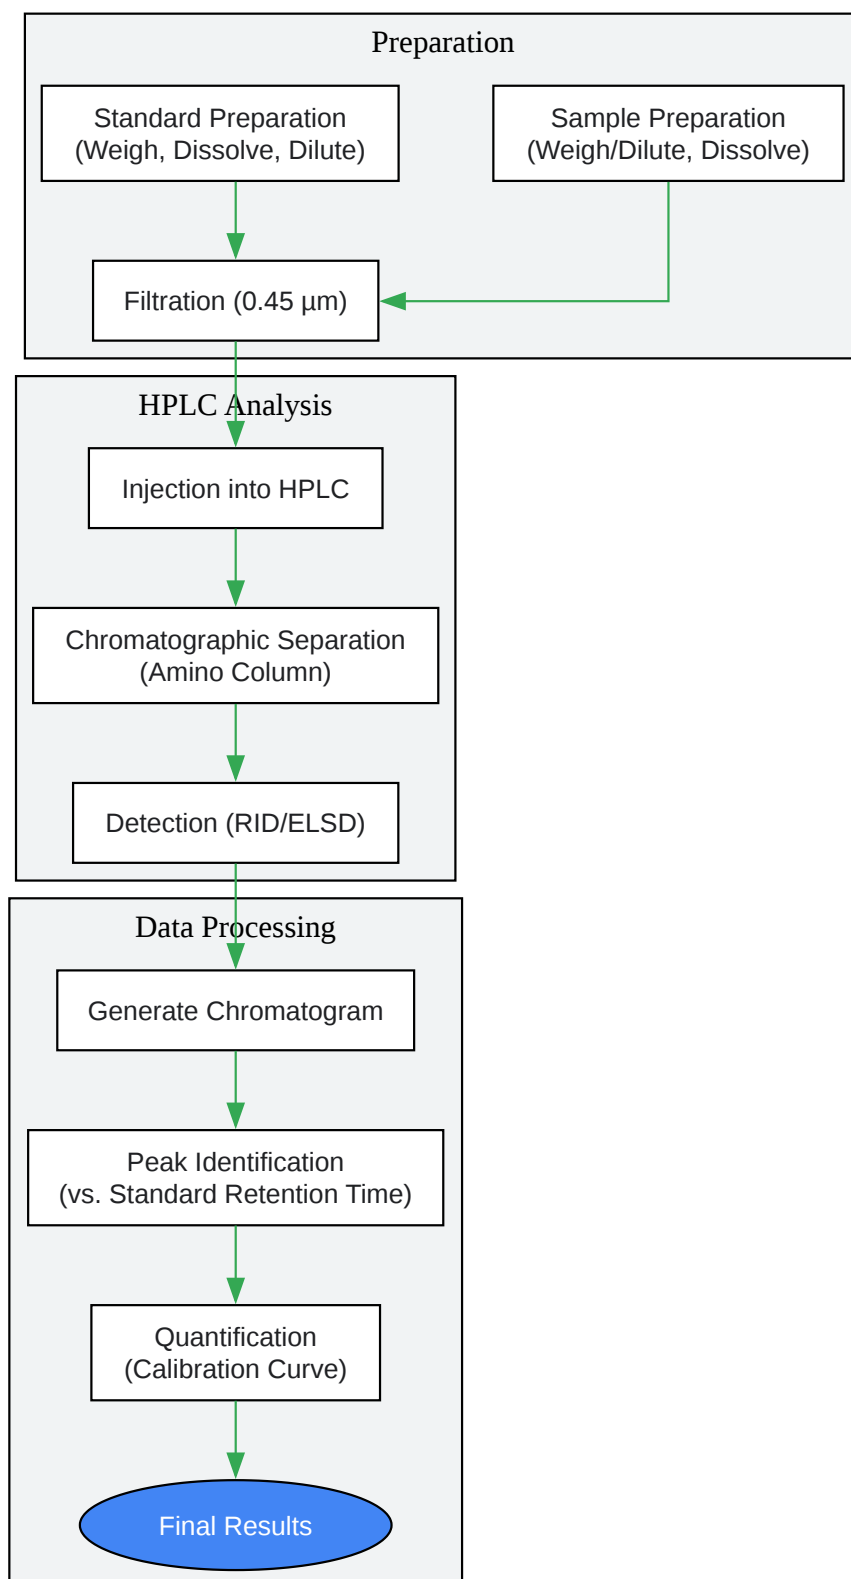 Preparation
Standard Preparation
(Weigh, Dissolve, Dilute)
Sample Preparation
(Weigh/Dilute, Dissolve)
Filtration (0.45 µm)
HPLC Analysis
Injection into HPLC
Chromatographic Separation
(Amino Column)
Detection (RID/ELSD)
Data Processing
Generate Chromatogram
Peak Identification
(vs. Standard Retention Time)
Quantification
(Calibration Curve)
Final Results